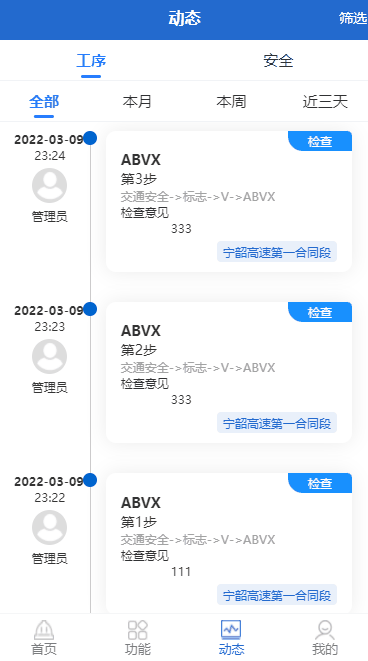 动态
筛选
工序
安全
全部
本月
本周
近三天
2022-03-09
23:24
管理员
检查
ABVX
第3步
交通安全->标志->V->ABVX
检查意见
333
宁韶高速第一合同段
2022-03-09
23:23
管理员
检查
ABVX
第2步
交通安全->标志->V->ABVX
检查意见
333
宁韶高速第一合同段
2022-03-09
23:22
管理员
检查
ABVX
第1步
交通安全->标志->V->ABVX
检查意见
111
宁韶高速第一合同段
首页
功能
动态
我的